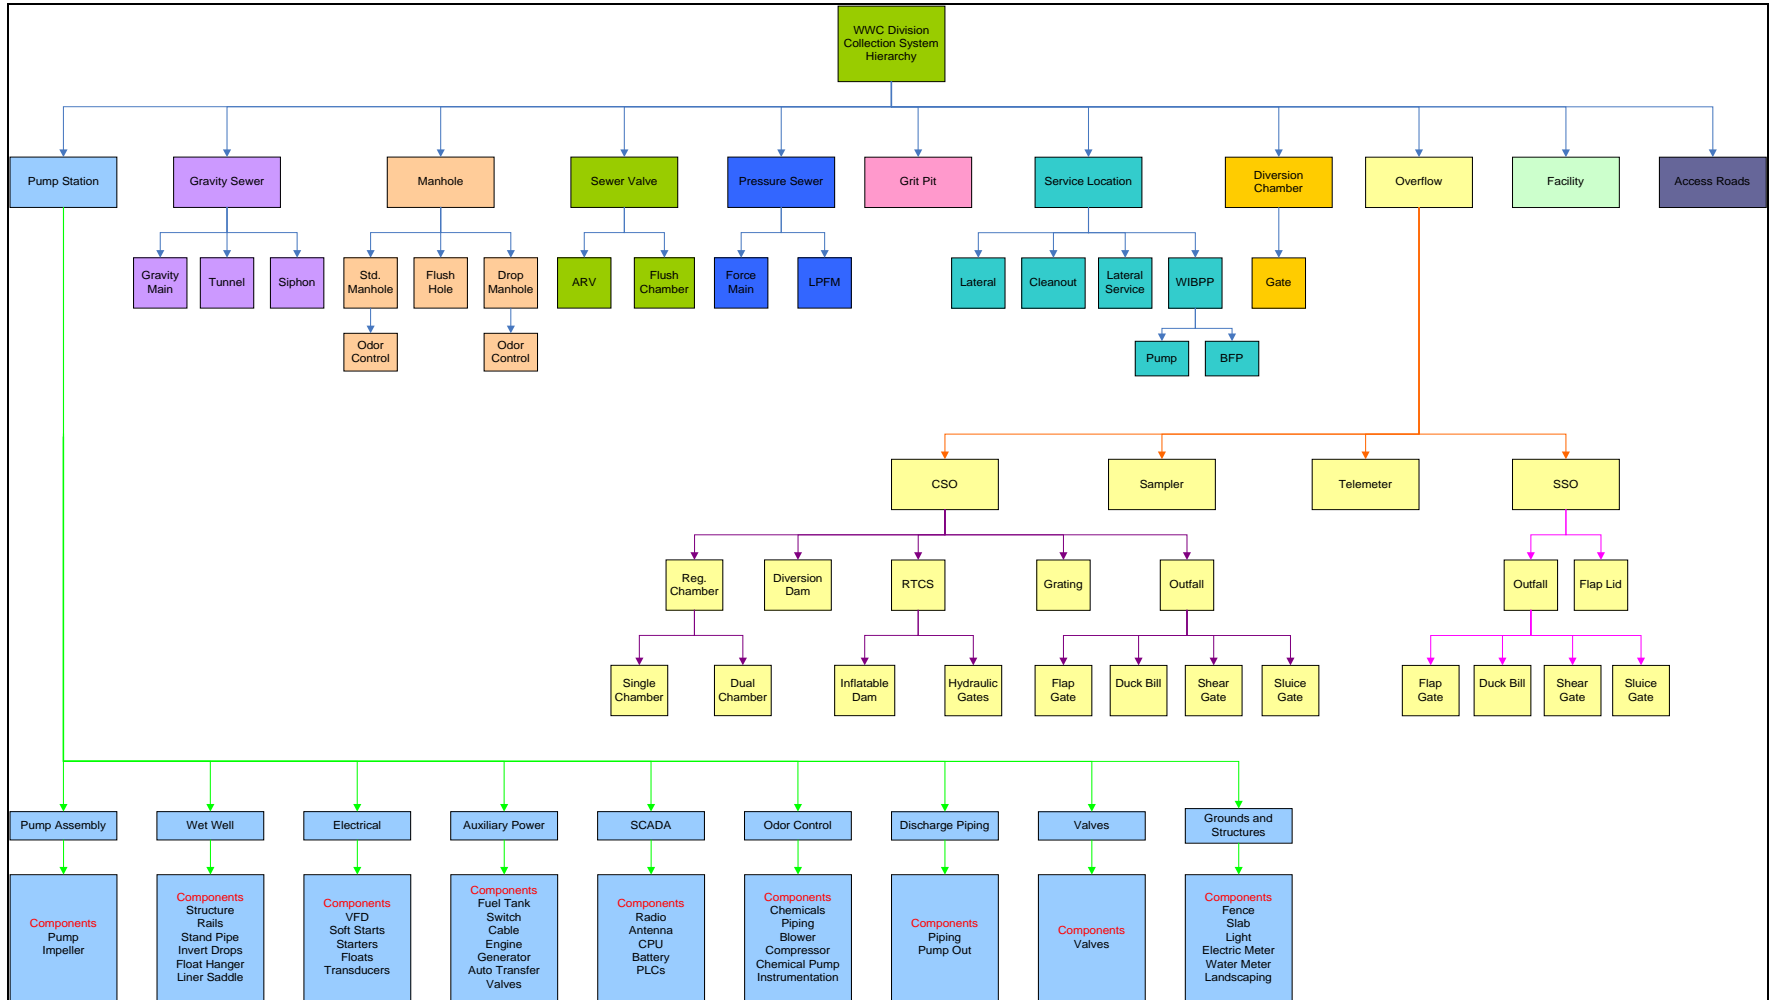 WWC Division
Collection System
Hierarchy
Pump Station
Gravity Sewer
Manhole
Sewer Valve
Pressure Sewer
Grit Pit
Service Location
Diversion
Chamber
Overflow
Facility
Access Roads
Gravity
Main
Tunnel
Siphon
Std.
Manhole
Flush
Hole
Drop
Manhole
ARV
Flush
Chamber
Force
Main
LPFM
Lateral
Cleanout
Lateral
Service
WIBPP
Gate
Odor
Control
Odor
Control
Pump
BFP
CSO
Sampler
Telemeter
SSO
Reg.
Chamber
Diversion
Dam
RTCS
Grating
Outfall
Outfall
Flap Lid
Single
Chamber
Dual
Chamber
Inflatable
Dam
Hydraulic
Gates
Flap
Gate
Duck Bill
Shear
Gate
Sluice
Gate
Flap
Gate
Duck Bill
Shear
Gate
Sluice
Gate
Pump Assembly
Wet Well
Electrical
Auxiliary Power
SCADA
Odor Control
Discharge Piping
Valves
Grounds and
Structures
Components
Pump
Impeller
Components
Structure
Rails
Stand Pipe
Invert Drops
Float Hanger
Liner Saddle
Components
VFD
Soft Starts
Starters
Floats
Transducers
Components
Fuel Tank
Switch
Cable
Engine
Generator
Auto Transfer
Valves
Components
Radio
Antenna
CPU
Battery
PLCs
Components
Chemicals
Piping
Blower
Compressor
Chemical Pump
Instrumentation
Components
Piping
Pump Out
Components
Valves
Components
Fence
Slab
Light
Electric Meter
Water Meter
Landscaping